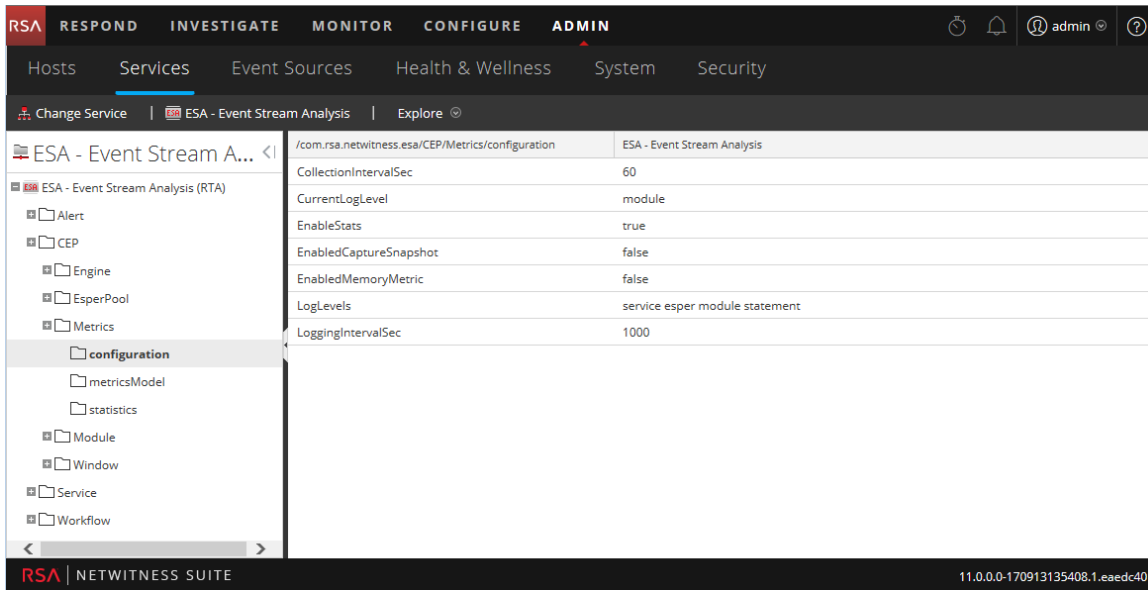 RSA RESPOND INVESTIGATE MONITOR CONFIGURE ADMIN admin ?
Hosts Services Event Sources Health & Wellness System Security
Change Service | ESA ESA - Event Stream Analysis | Explore
ESA - Event Stream A...
/com.rsa.netwitness.esa/CEP/Metrics/configuration ESA - Event Stream Analysis
CollectionIntervalSec 60
CurrentLogLevel module
EnableStats true
EnabledCaptureSnapshot false
EnabledMemoryMetric false
LogLevels service esper module statement
LoggingIntervalSec 1000
ESA ESA - Event Stream Analysis (RTA)
Alert
CEP
Engine
EsperPool
Metrics
configuration
metricsModel
statistics
Module
Window
Service
Workflow
RSA | NETWITNESS SUITE 11.0.0.0-170913135408.1.eaedc40